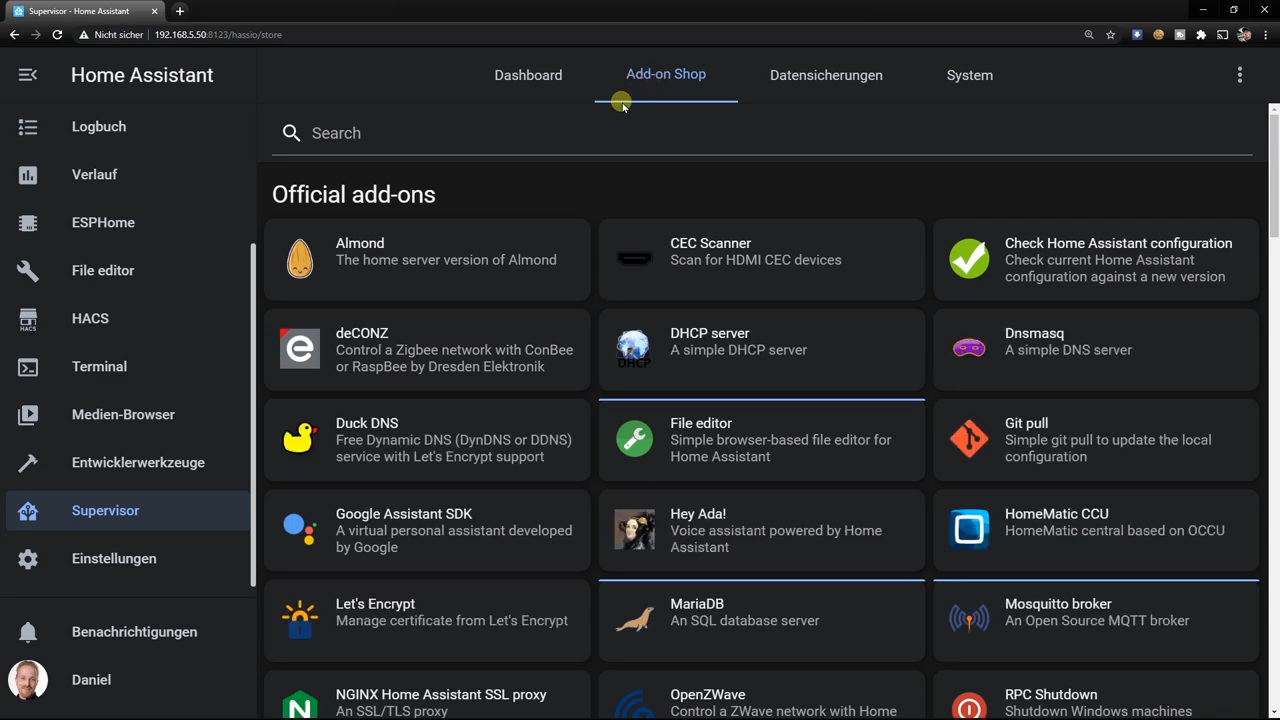 Supervisor - Home Assistant
Nicht sicher
192.168.5.50:8123/hassio/store
Home Assistant
Dashboard
Add-on Shop
Datensicherungen
System
Logbuch
Verlauf
ESPHome
File editor
HACS
HACS
Terminal
Medien-Browser
Entwicklerwerkzeuge
Supervisor
Einstellungen
Benachrichtigungen
Daniel
Search
Official add-ons
Almond
The home server version of Almond
CEC Scanner
Scan for HDMI CEC devices
Check Home Assistant configuration
Check current Home Assistant
configuration against a new version
deCONZ
Control a Zigbee network with ConBee
or RaspBee by Dresden Elektronik
DHCP
DHCP server
A simple DHCP server
Dnsmasq
A simple DNS server
Duck DNS
Free Dynamic DNS (DynDNS or DDNS)
service with Let's Encrypt support
File editor
Simple browser-based file editor for
Home Assistant
Git pull
Simple git pull to update the local
configuration
Google Assistant SDK
A virtual personal assistant developed
by Google
Hey Ada!
Voice assistant powered by Home
Assistant
HomeMatic CCU
HomeMatic central based on OCCU
Let's Encrypt
Manage certificate from Let's Encrypt
MariaDB
An SQL database server
Mosquitto broker
An Open Source MQTT broker
NGINX Home Assistant SSL proxy
An SSL/TLS proxy
OpenZWave
Control a ZWave network with Home
RPC Shutdown
Shutdown Windows machines